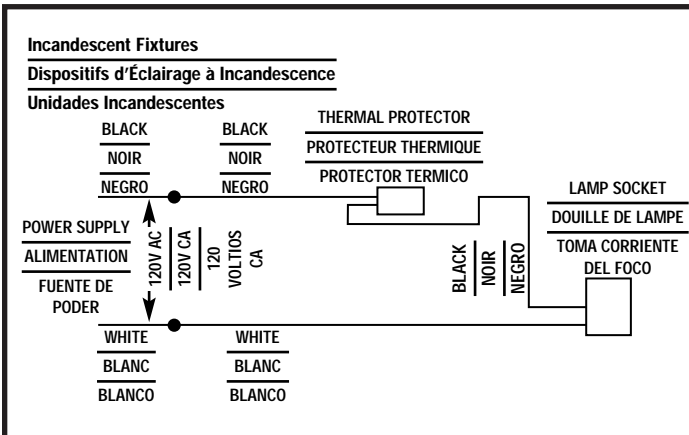 Incandescent Fixtures
Dispositifs d'Éclairage à Incandescence
Unidades Incandescentes
BLACK
NOIR
NEGRO
BLACK
NOIR
NEGRO
THERMAL PROTECTOR
PROTECTEUR THERMIQUE
PROTECTOR TERMICO
LAMP SOCKET
DOUILLE DE LAMPE
TOMA CORRIENTE
DEL FOCO
POWER SUPPLY
ALIMENTATION
FUENTE DE
PODER
120V AC
120V CA
120
VOLTIOS
CA
BLACK
NOIR
NEGRO
WHITE
BLANC
BLANCO
WHITE
BLANC
BLANCO